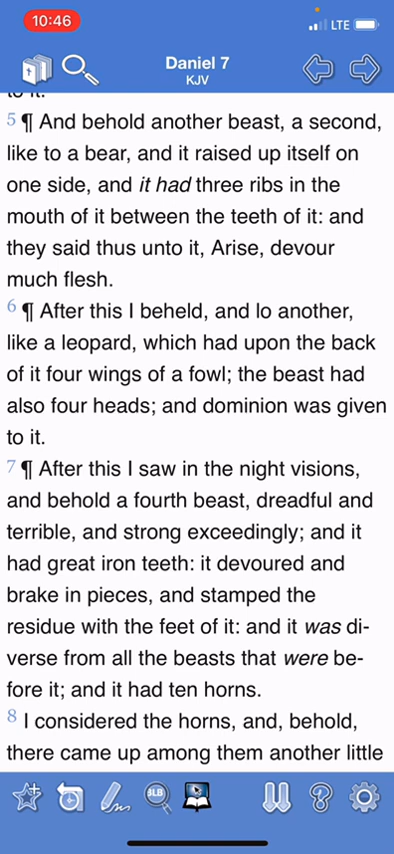 10:46
LTE
Daniel 7
KJV
to it.
5 ¶ And behold another beast, a second,
like to a bear, and it raised up itself on
one side, and it had three ribs in the
mouth of it between the teeth of it: and
they said thus unto it, Arise, devour
much flesh.
6 ¶ After this I beheld, and lo another,
like a leopard, which had upon the back
of it four wings of a fowl; the beast had
also four heads; and dominion was given
to it.
7 ¶ After this I saw in the night visions,
and behold a fourth beast, dreadful and
terrible, and strong exceedingly; and it
had great iron teeth: it devoured and
brake in pieces, and stamped the
residue with the feet of it: and it was di-
verse from all the beasts that were be-
fore it; and it had ten horns.
8 I considered the horns, and, behold,
there came up among them another little
BLB
?